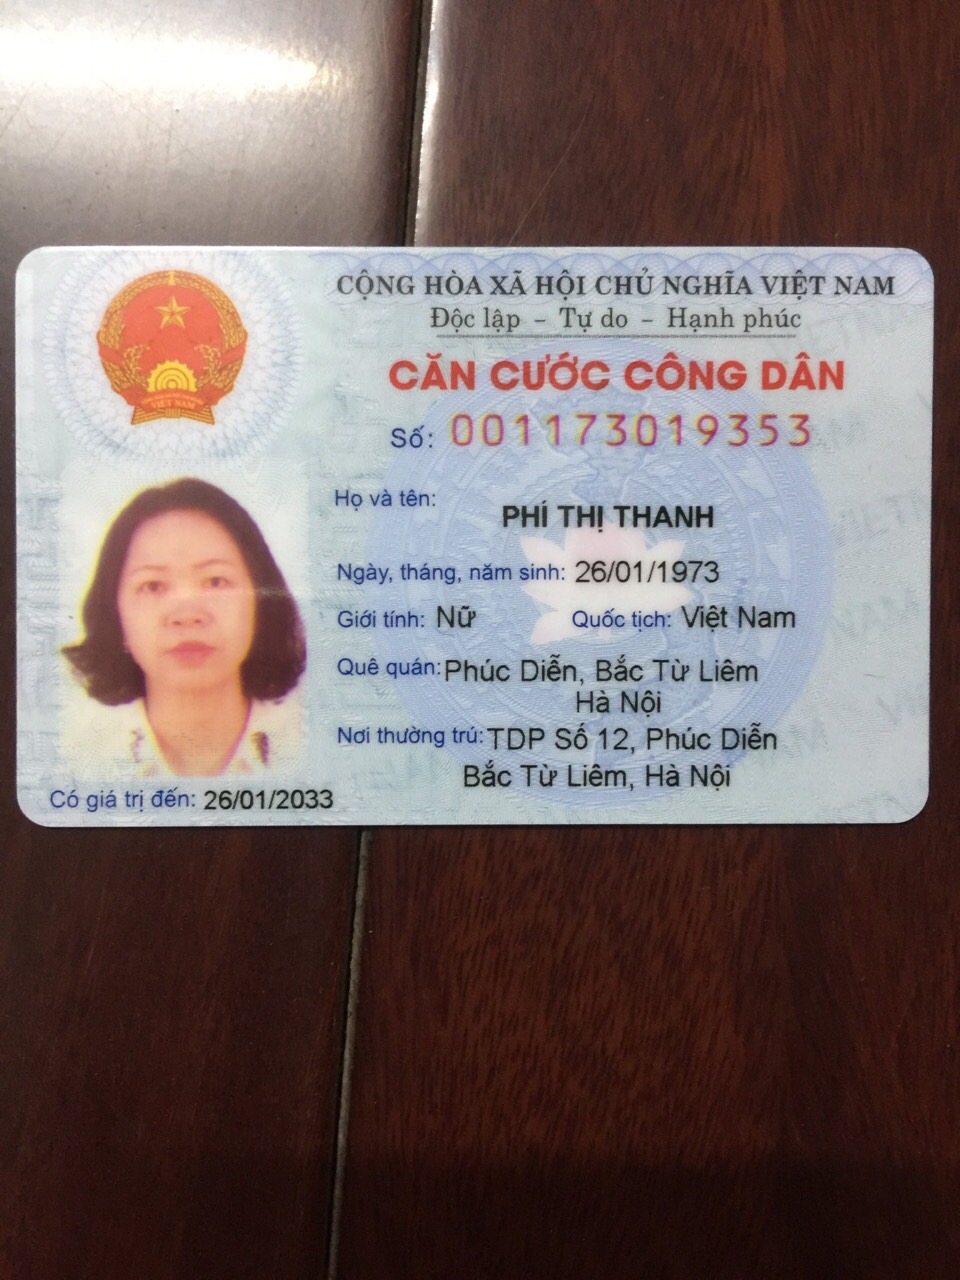 CỘNG HÒA XÃ HỘI CHỦ NGHĨA VIỆT NAM
Độc lập - Tự do - Hạnh phúc
CĂN CƯỚC CÔNG DÂN
Số: 001173019353
Họ và tên: PHÍ THỊ THANH
Ngày, tháng, năm sinh: 26/01/1973
Giới tính: Nữ Quốc tịch: Việt Nam
Quê quán: Phúc Diễn, Bắc Từ Liêm
Hà Nội
Nơi thường trú: TDP Số 12, Phúc Diễn
Bắc Từ Liêm, Hà Nội
Có giá trị đến: 26/01/2033